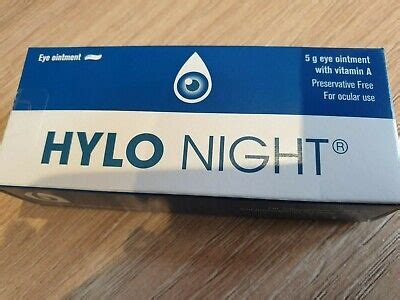 Eye ointment
5 g eye ointment
with vitamin A
Preservative Free
For ocular use
HYLO NIGHT®